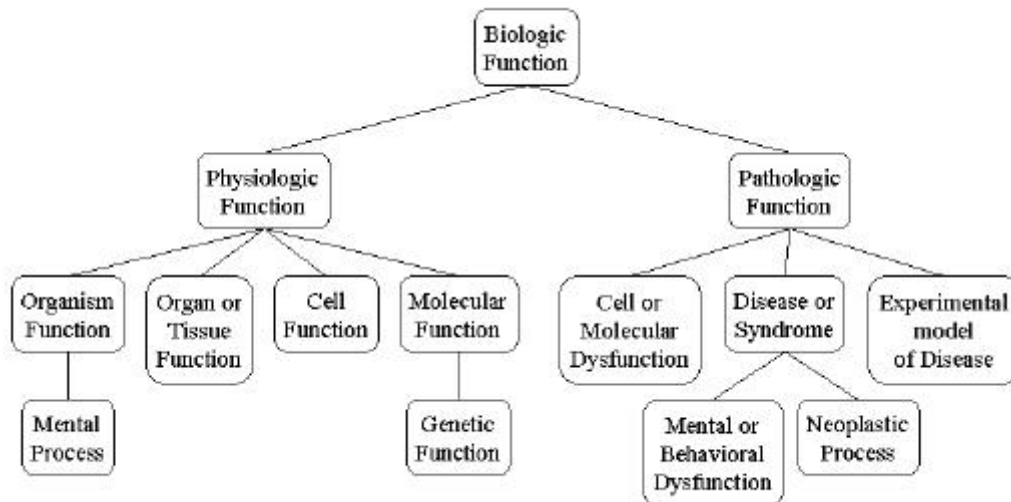 Biologic
Function
Physiologic
Function
Pathologic
Function
Organism
Function
Organ or
Tissue
Function
Cell
Function
Molecular
Function
Cell or
Molecular
Dysfunction
Disease or
Syndrome
Experimental
model
of Disease
Mental
Process
Genetic
Function
Mental or
Behavioral
Dysfunction
Neoplastic
Process